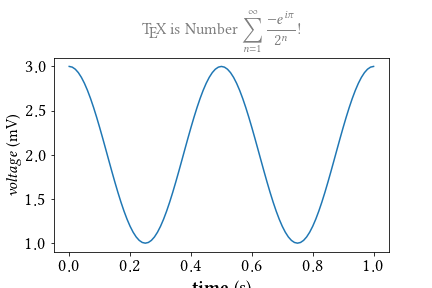 TEX is Number ∑_{n=1}^{∞} \frac{-e^{iπ}}{2^n}!
3.0
2.5
2.0
1.5
1.0
voltage (mV)
0.0 0.2 0.4 0.6 0.8 1.0
time (s)